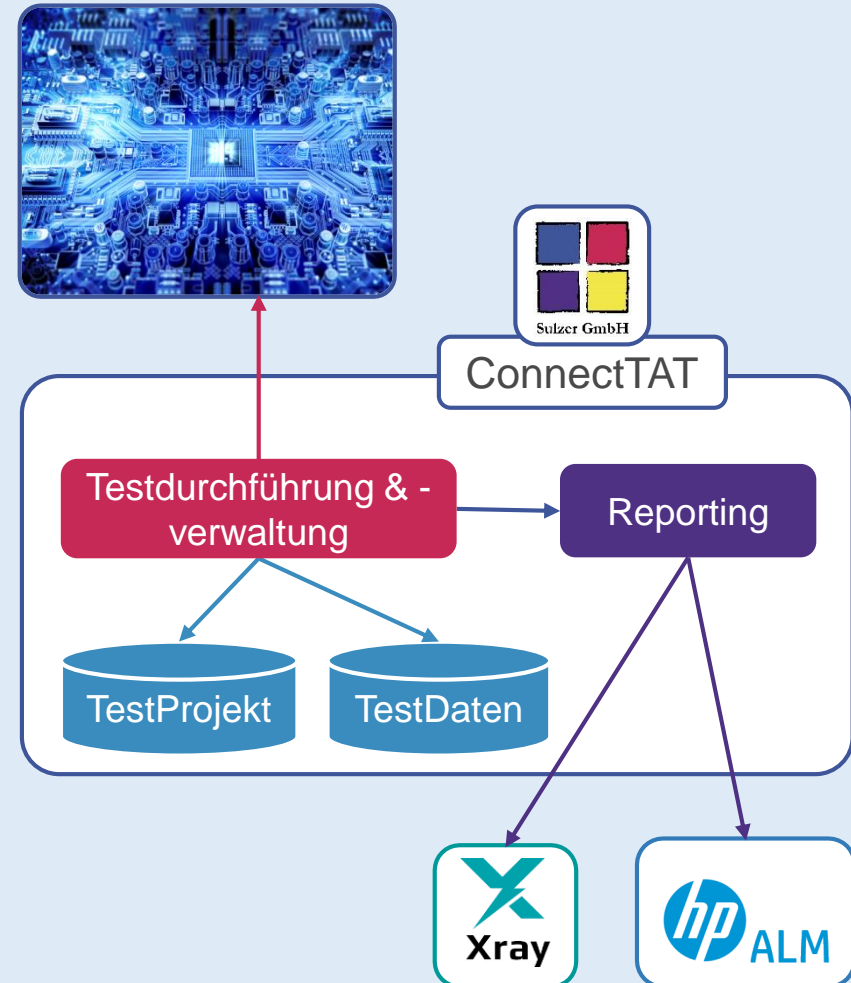 Sulzer GmbH
ConnectTAT
Testdurchführung & -
verwaltung
Reporting
TestProjekt
TestDaten
Xray
hp
ALM